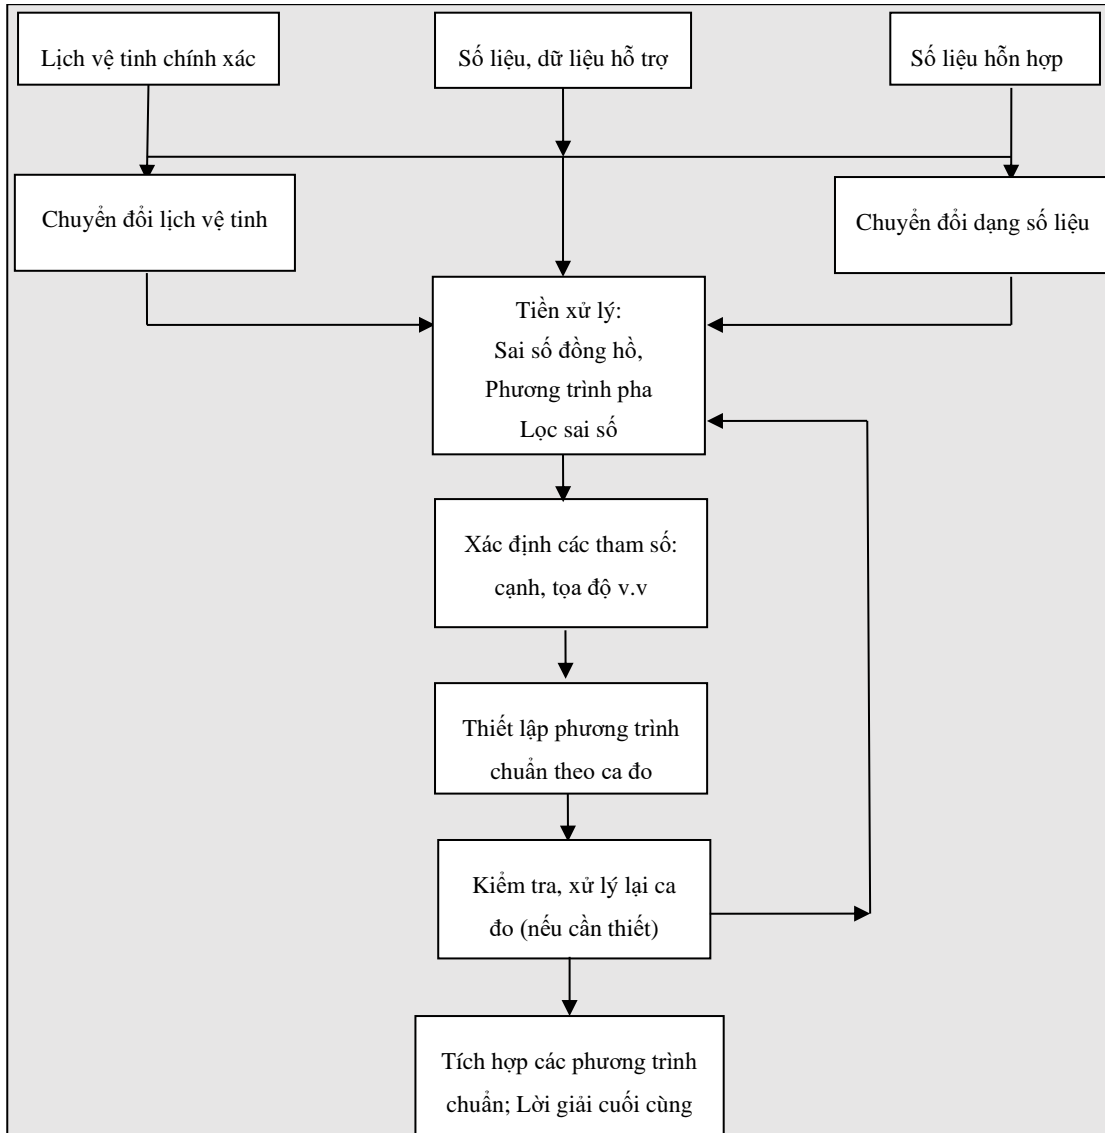 Lịch vệ tinh chính xác
Số liệu, dữ liệu hỗ trợ
Số liệu hỗn hợp
Chuyển đổi lịch vệ tinh
Chuyển đổi dạng số liệu
Tiền xử lý:
Sai số đồng hồ,
Phương trình pha
Lọc sai số
Xác định các tham số:
cạnh, tọa độ v.v
Thiết lập phương trình
chuẩn theo ca đo
Kiểm tra, xử lý lại ca
đo (nếu cần thiết)
Tích hợp các phương trình
chuẩn; Lời giải cuối cùng